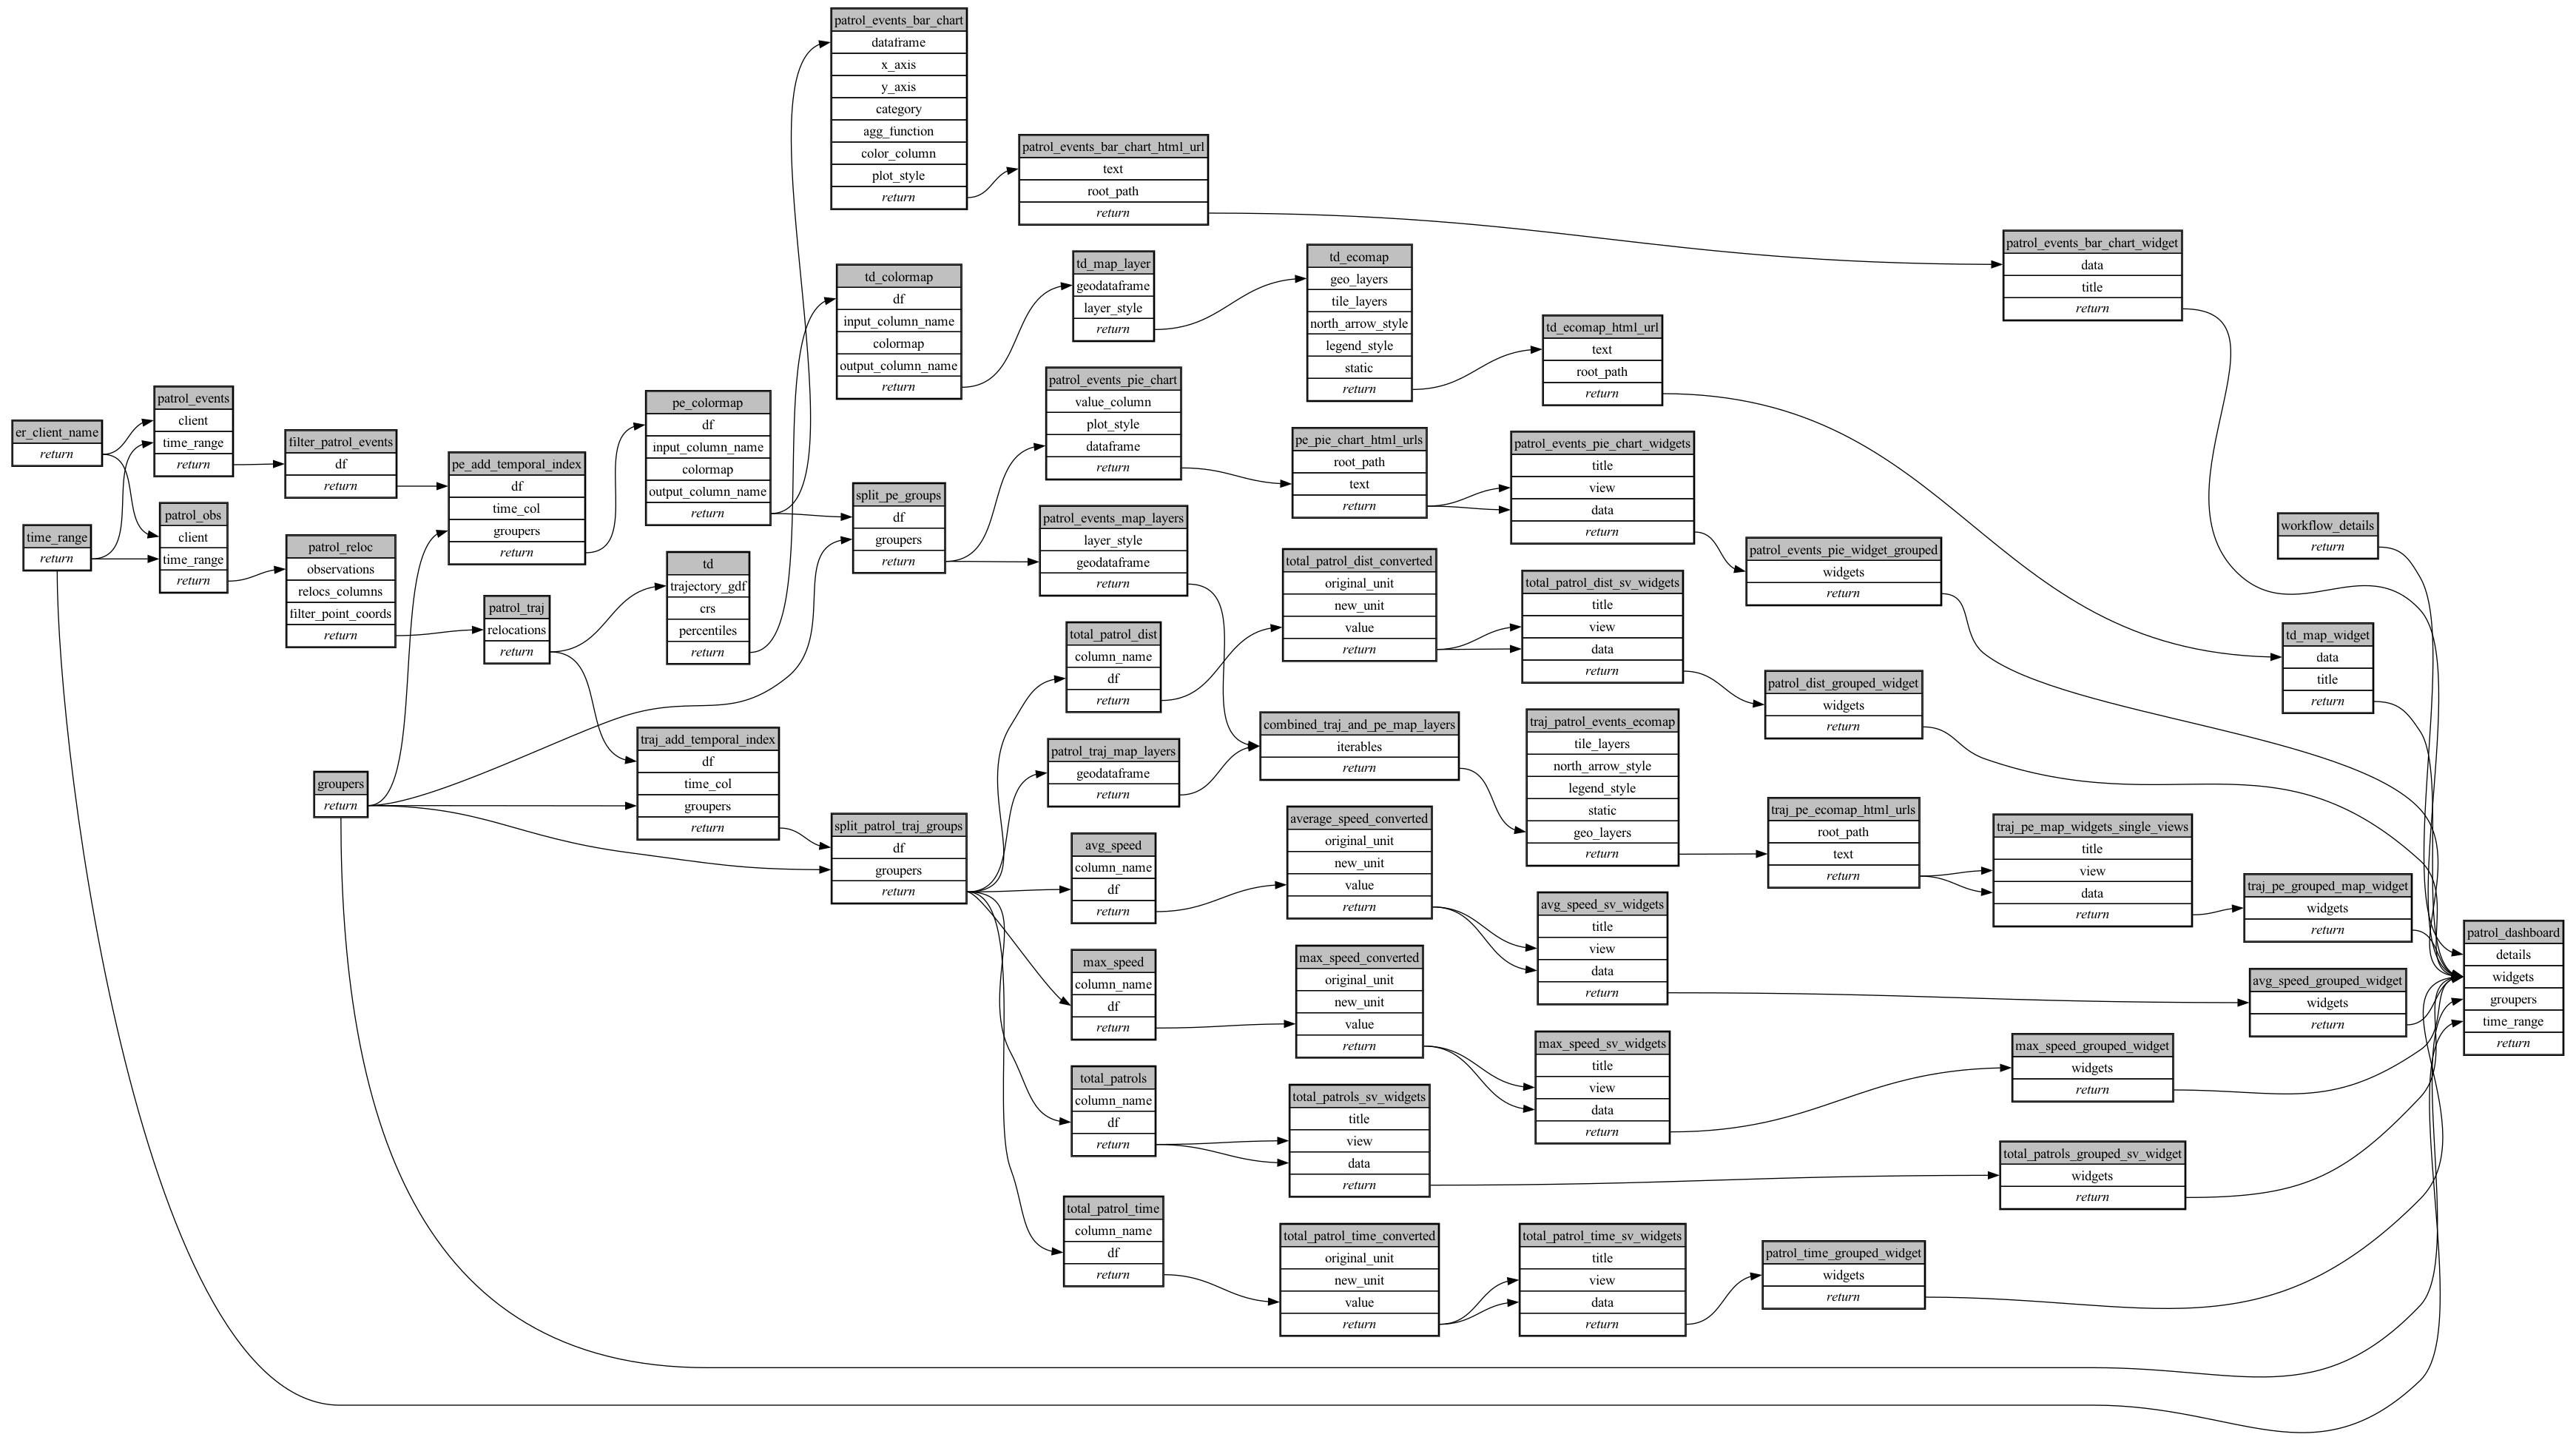 patrol_events_bar_chart
dataframe
x_axis
y_axis
category
agg_function
color_column
plot_style
return
patrol_events_bar_chart_html_url
text
root_path
return
patrol_events_bar_chart_widget
data
title
return
td_colormap
df
input_column_name
colormap
output_column_name
return
td_map_layer
geodataframe
layer_style
return
td_ecomap
geo_layers
tile_layers
north_arrow_style
legend_style
static
return
td_ecomap_html_url
text
root_path
return
er_client_name
return
time_range
return
patrol_events
client
time_range
return
patrol_obs
client
time_range
return
filter_patrol_events
df
return
patrol_reloc
observations
relocs_columns
filter_point_coords
return
pe_add_temporal_index
df
time_col
groupers
return
patrol_traj
relocations
return
pe_colormap
df
input_column_name
colormap
output_column_name
return
td
trajectory_gdf
crs
percentiles
return
split_pe_groups
df
groupers
return
patrol_events_pie_chart
value_column
plot_style
dataframe
return
pe_pie_chart_html_urls
root_path
text
return
patrol_events_pie_chart_widgets
title
view
data
return
patrol_events_pie_widget_grouped
widgets
return
workflow_details
return
td_map_widget
data
title
return
patrol_events_map_layers
layer_style
geodataframe
return
total_patrol_dist
column_name
df
return
total_patrol_dist_converted
original_unit
new_unit
value
return
total_patrol_dist_sv_widgets
title
view
data
return
patrol_dist_grouped_widget
widgets
return
groupers
return
traj_add_temporal_index
df
time_col
groupers
return
split_patrol_traj_groups
df
groupers
return
patrol_traj_map_layers
geodataframe
return
combined_traj_and_pe_map_layers
iterables
return
traj_patrol_events_ecomap
tile_layers
north_arrow_style
legend_style
static
geo_layers
return
traj_pe_ecomap_html_urls
root_path
text
return
traj_pe_map_widgets_single_views
title
view
data
return
traj_pe_grouped_map_widget
widgets
return
avg_speed
column_name
df
return
average_speed_converted
original_unit
new_unit
value
return
avg_speed_sv_widgets
title
view
data
return
avg_speed_grouped_widget
widgets
return
patrol_dashboard
details
widgets
groupers
time_range
return
max_speed
column_name
df
return
max_speed_converted
original_unit
new_unit
value
return
max_speed_sv_widgets
title
view
data
return
max_speed_grouped_widget
widgets
return
total_patrols
column_name
df
return
total_patrols_sv_widgets
title
view
data
return
total_patrols_grouped_sv_widget
widgets
return
total_patrol_time
column_name
df
return
total_patrol_time_converted
original_unit
new_unit
value
return
total_patrol_time_sv_widgets
title
view
data
return
patrol_time_grouped_widget
widgets
return